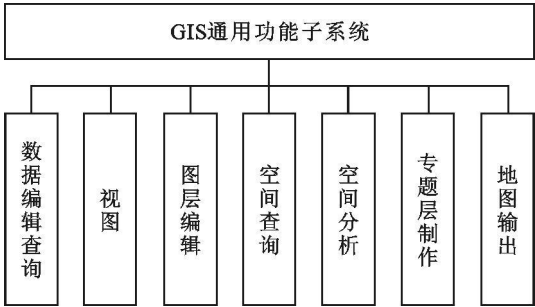 GIS通用功能子系统
数据编辑查询
视图
图层编辑
空间查询
空间分析
专题层制作
地图输出